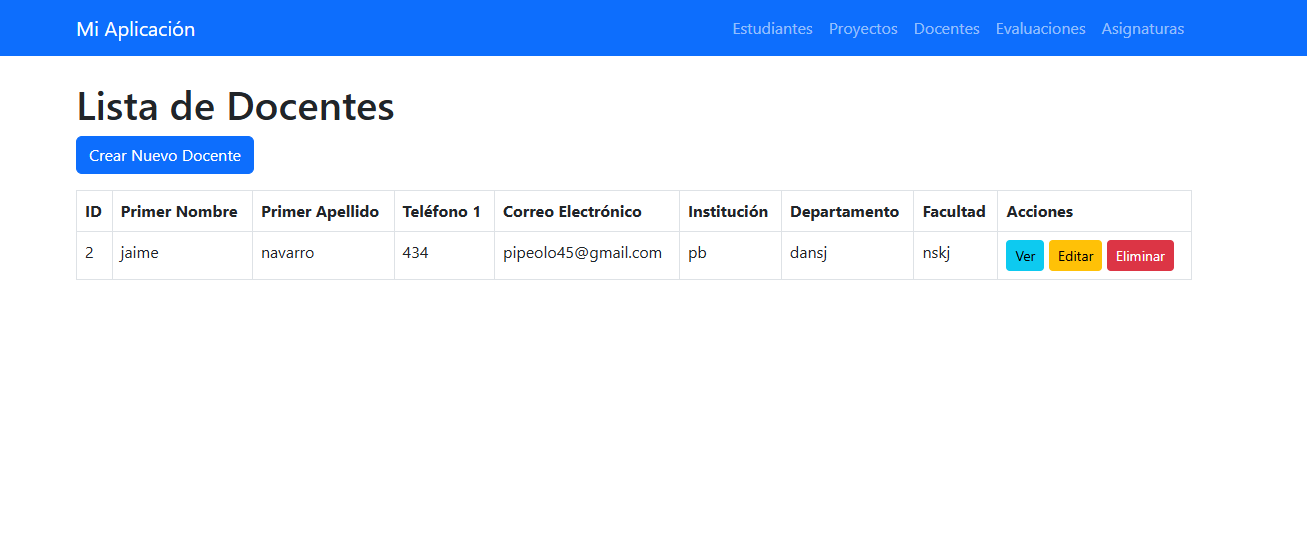 Mi Aplicación Estudiantes Proyectos Docentes Evaluaciones Asignaturas
Lista de Docentes
Crear Nuevo Docente
ID Primer Nombre Primer Apellido Teléfono 1 Correo Electrónico Institución Departamento Facultad Acciones
2 jaime navarro 434 pipeolo45@gmail.com pb dansj nskj Ver Editar Eliminar